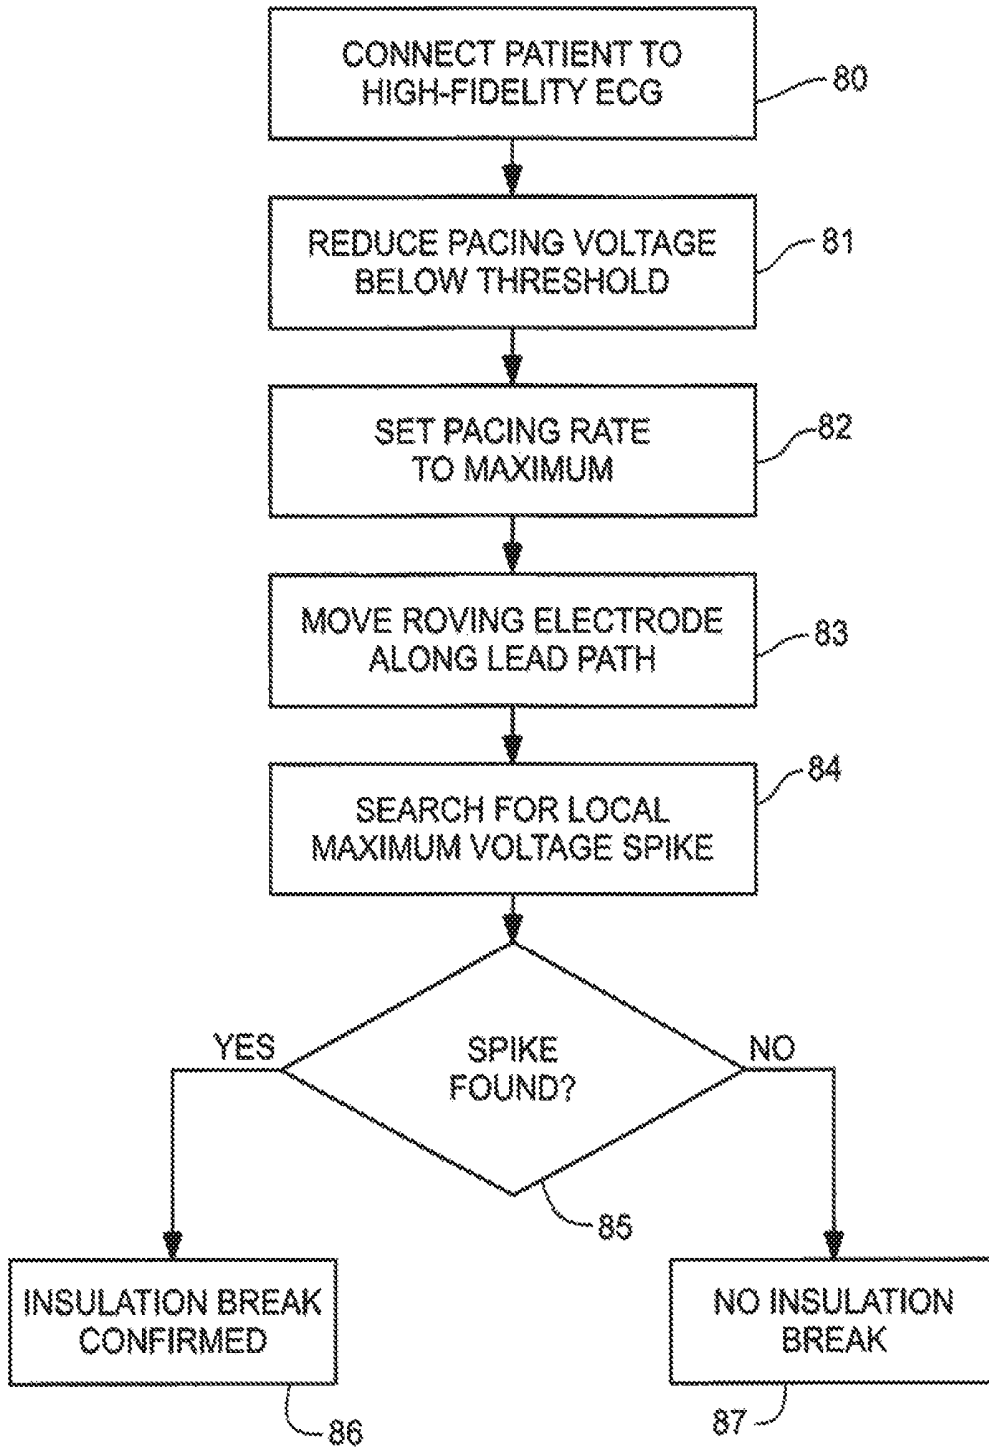 CONNECT PATIENT TO
HIGH-FIDELITY ECG
80
REDUCE PACING VOLTAGE
BELOW THRESHOLD
81
SET PACING RATE
TO MAXIMUM
82
MOVE ROVING ELECTRODE
ALONG LEAD PATH
83
SEARCH FOR LOCAL
MAXIMUM VOLTAGE SPIKE
84
YES
SPIKE
FOUND?
NO
85
INSULATION BREAK
CONFIRMED
86
NO INSULATION
BREAK
87